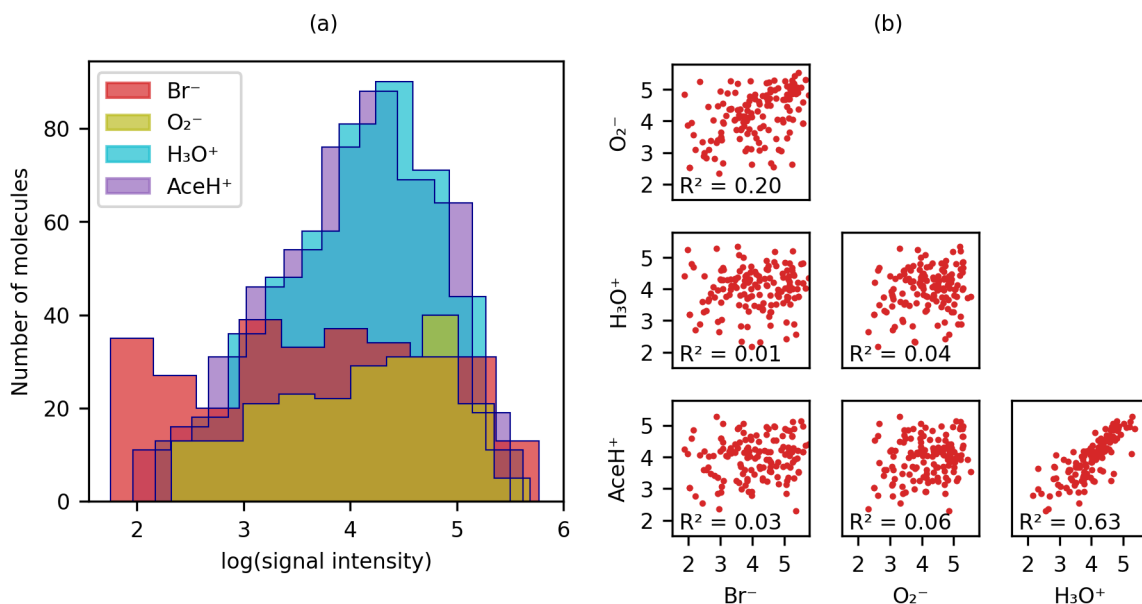 (a)
Br⁻
O₂⁻
H₃O⁺
AceH⁺
Number of molecules
80
60
40
20
0
2 3 4 5 6
log(signal intensity)
(b)
O₂⁻
5
4
3
2
R² = 0.20
H₃O⁺
5
4
3
2
R² = 0.01
R² = 0.04
AceH⁺
5
4
3
2
R² = 0.03
R² = 0.06
R² = 0.63
2 3 4 5
2 3 4 5
2 3 4 5
Br⁻
O₂⁻
H₃O⁺